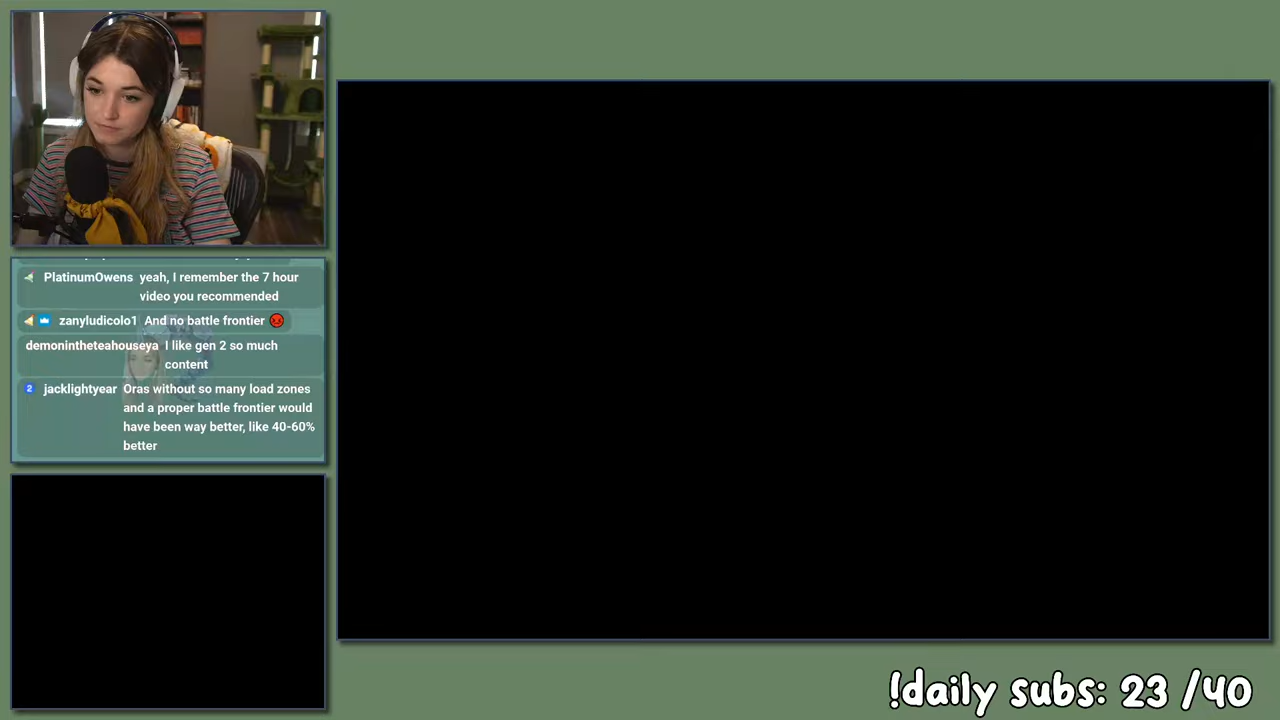 PlatinumOwens yeah, I remember the 7 hour
video you recommended
zanyludicolo1 And no battle frontier
demonintheteahouseya I like gen 2 so much
content
2 jacklightyear Oras without so many load zones
and a proper battle frontier would
have been way better, like 40-60%
better
!daily subs: 23 /40